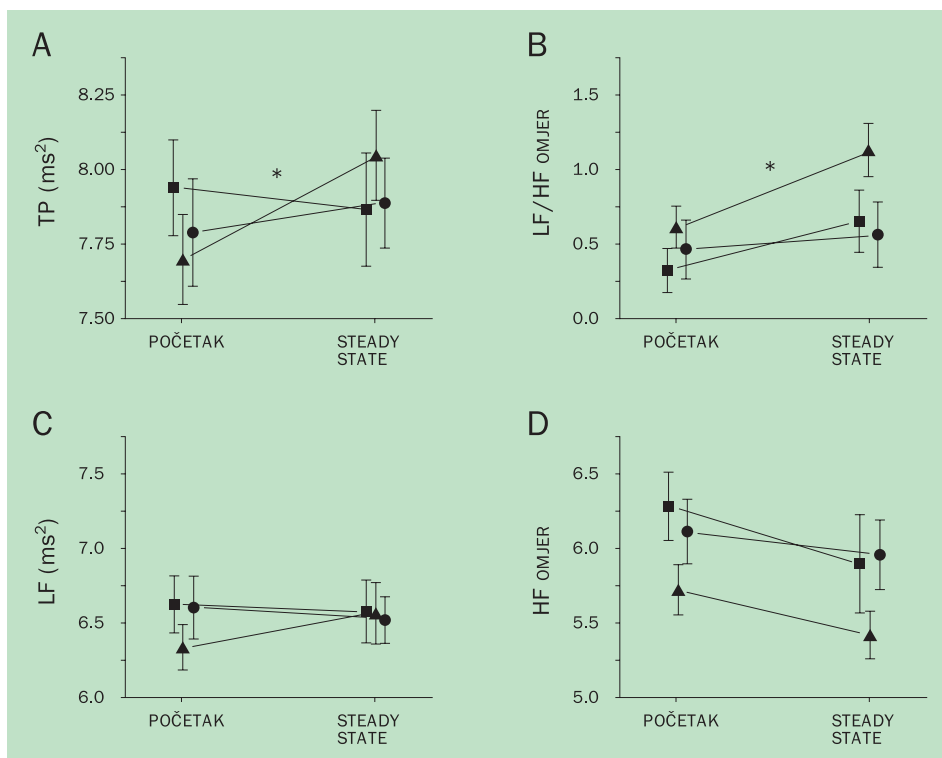 A
TP (ms²)
8.25
8.00
7.75
7.50
*
POČETAK
STEADY
STATE
B
LF/HF OMJER
1.5
1.0
0.5
0.0
*
POČETAK
STEADY
STATE
C
LF (ms²)
7.5
7.0
6.5
6.0
POČETAK
STEADY
STATE
D
HF OMJER
6.5
6.0
5.5
5.0
POČETAK
STEADY
STATE